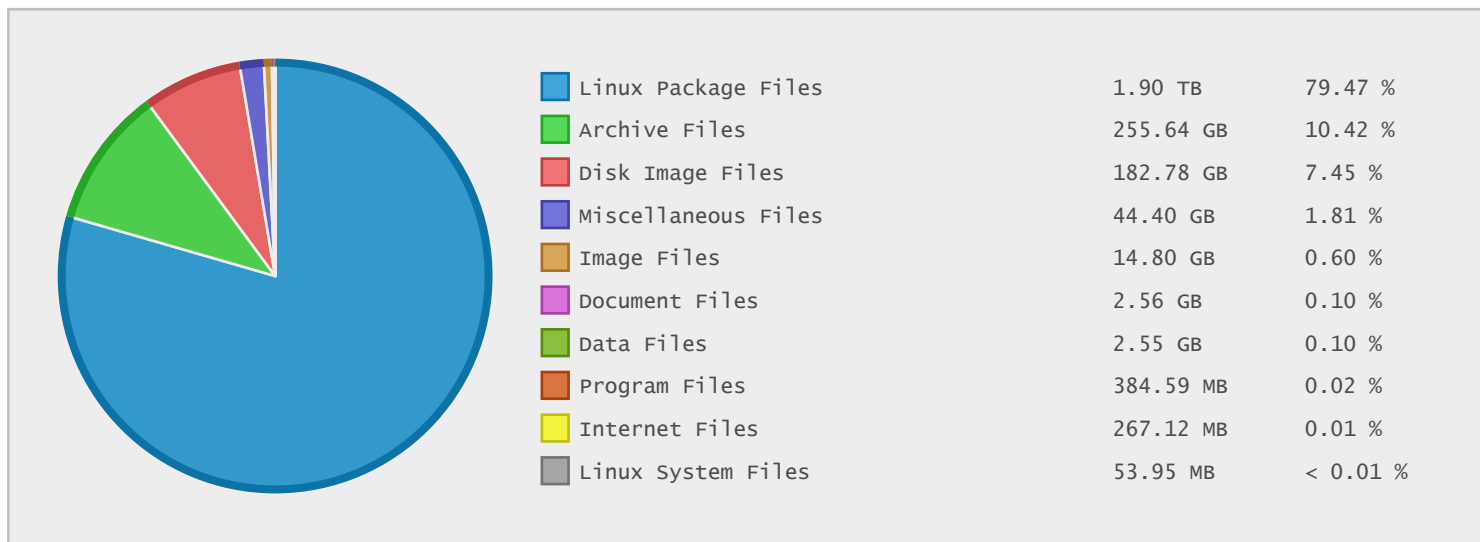 Linux Package Files 1.90 TB 79.47 %
Archive Files 255.64 GB 10.42 %
Disk Image Files 182.78 GB 7.45 %
Miscellaneous Files 44.40 GB 1.81 %
Image Files 14.80 GB 0.60 %
Document Files 2.56 GB 0.10 %
Data Files 2.55 GB 0.10 %
Program Files 384.59 MB 0.02 %
Internet Files 267.12 MB 0.01 %
Linux System Files 53.95 MB < 0.01 %